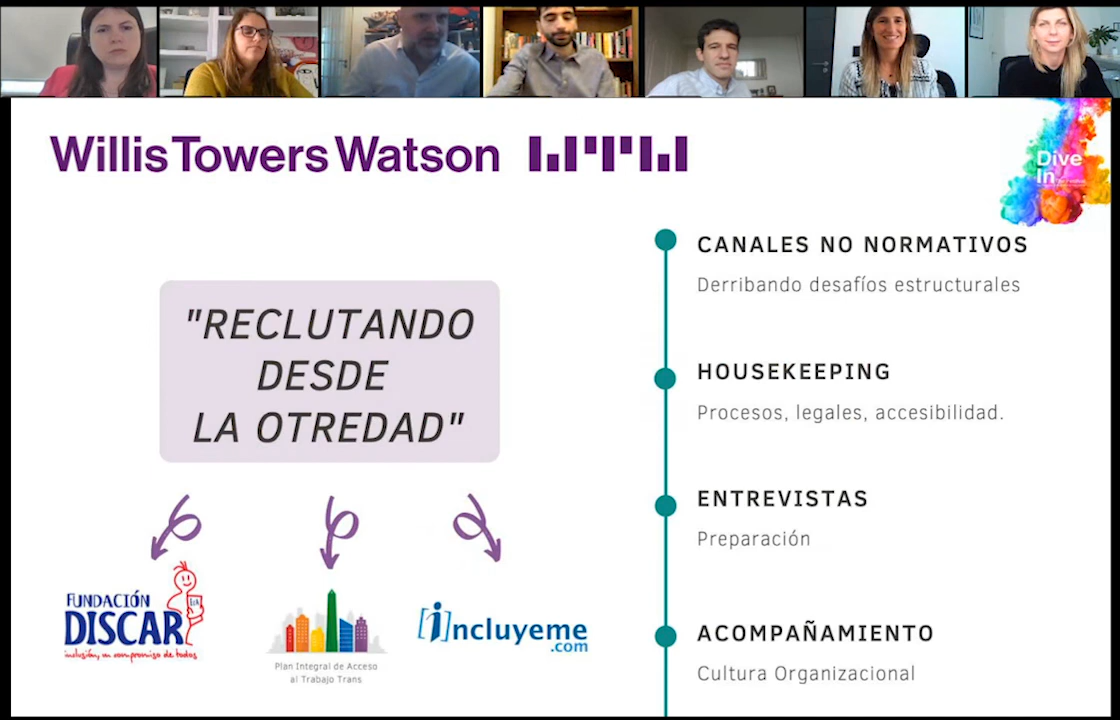 Willis Towers Watson
Dive
In
"RECLUTANDO
DESDE
LA OTREDAD"
FUNDACIÓN
DISCAR
inclusión, un compromiso de todos
Plan Integral de Acceso
al Trabajo Trans
[i]ncluyeme
.com
CANALES NO NORMATIVOS
Derribando desafíos estructurales
HOUSEKEEPING
Procesos, legales, accesibilidad.
ENTREVISTAS
Preparación
ACOMPAÑAMIENTO
Cultura Organizacional